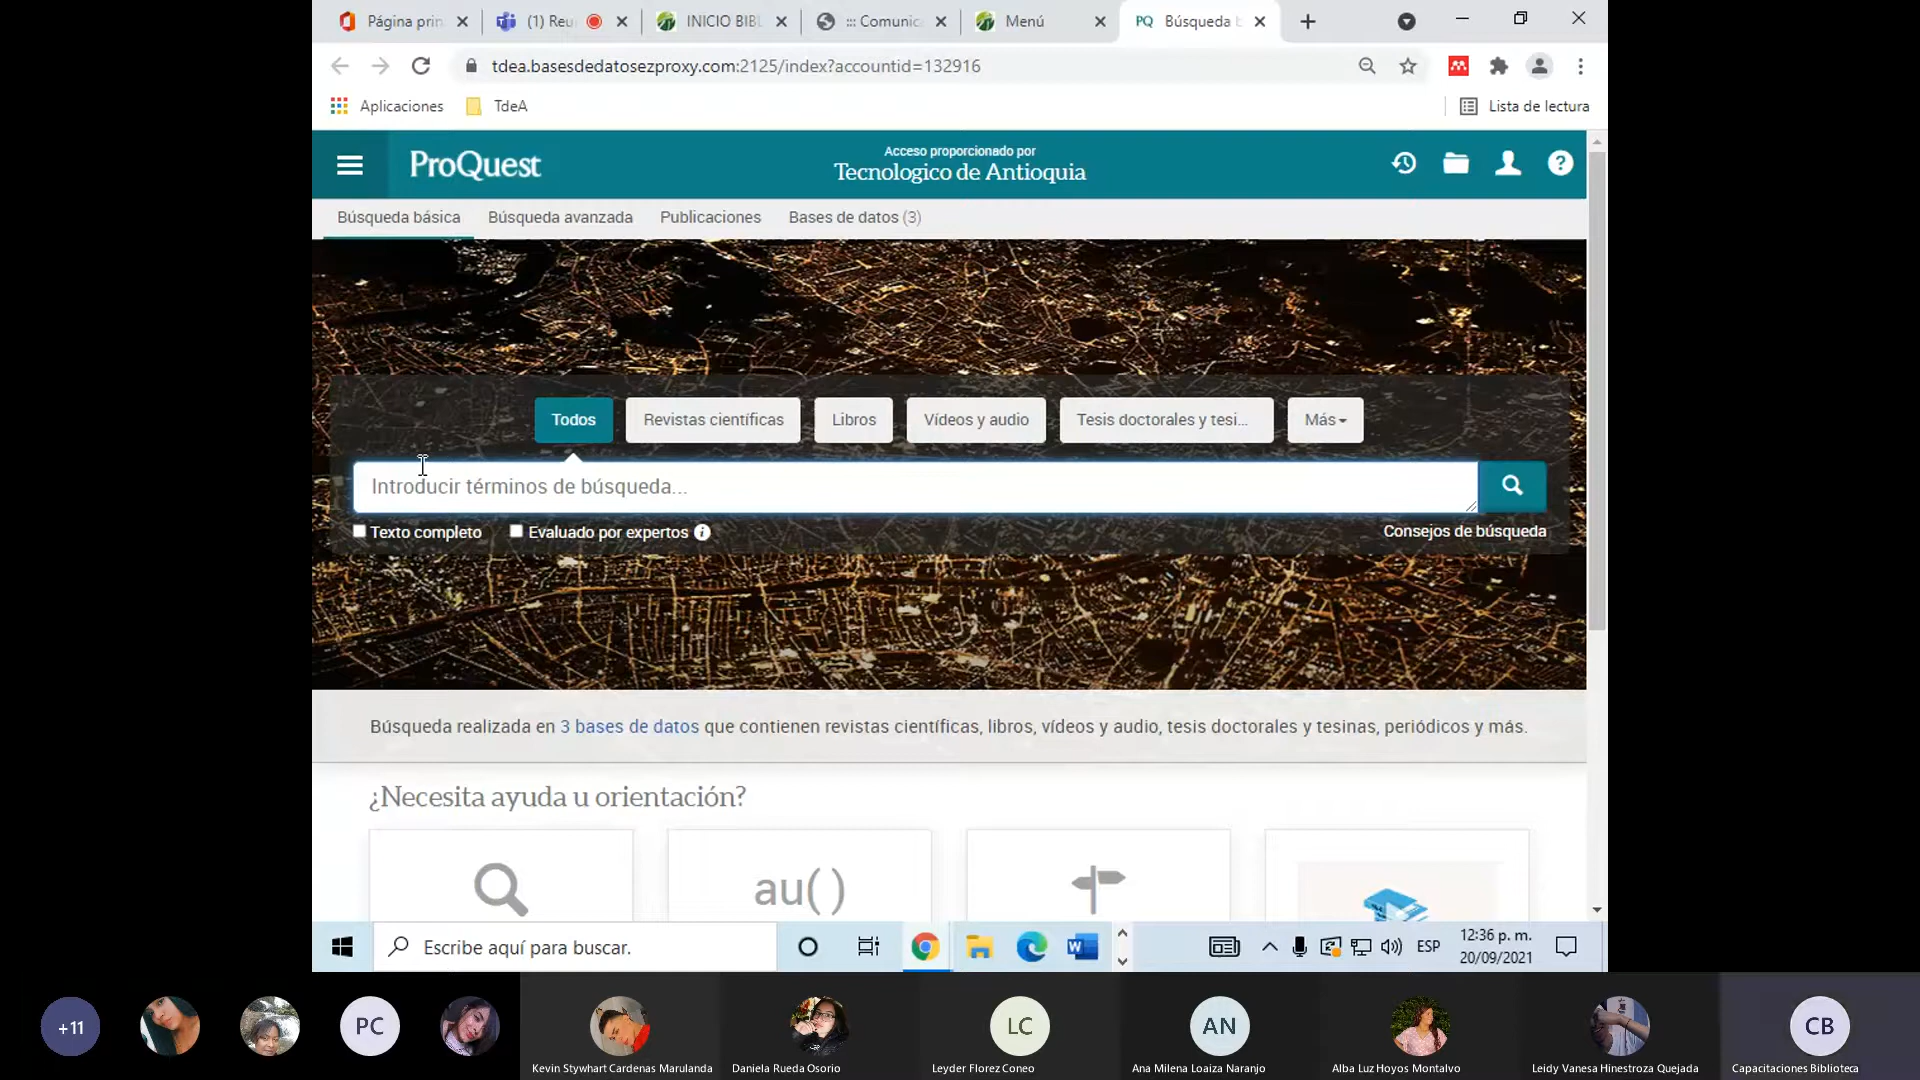 Página prin
(1) Reu
INICIO BIBL
::: Comunica
Menú
PQ Búsqueda b
tdea.basesdedatosezproxy.com:2125/index?accountid=132916
Aplicaciones
TdeA
Lista de lectura
ProQuest
Acceso proporcionado por
Tecnologico de Antioquia
Búsqueda básica
Búsqueda avanzada
Publicaciones
Bases de datos (3)
Todos
Revistas científicas
Libros
Vídeos y audio
Tesis doctorales y tesi...
Más
Introducir términos de búsqueda...
Texto completo
Evaluado por expertos
Consejos de búsqueda
Búsqueda realizada en 3 bases de datos que contienen revistas científicas, libros, vídeos y audio, tesis doctorales y tesinas, periódicos y más.
¿Necesita ayuda u orientación?
au()
Escribe aquí para buscar.
ESP
12:36 p. m.
20/09/2021
+11
PC
LC
AN
CB
Kevin Stywhart Cardenas Marulanda
Daniela Rueda Osorio
Leyder Florez Coneo
Ana Milena Loaiza Naranjo
Alba Luz Hoyos Montalvo
Leidy Vanesa Hinestroza Quejada
Capacitaciones Biblioteca